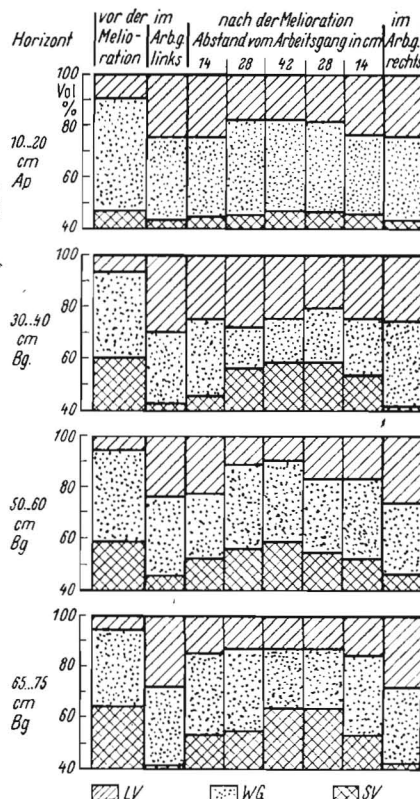 Horizont
vor der Melio- ration
im Arb.g. links
nach der Melioration
Abstand vom Arbeitsgang in cm
14 28 42 28 14
im Arbg. rechts
100
Vol %
80
60
40
10...20 cm Ap
100
80
60
40
30...40 cm Bg.
100
80
60
40
50...60 cm Bg
100
80
60
40
65...75 cm Bg
LV WG SV